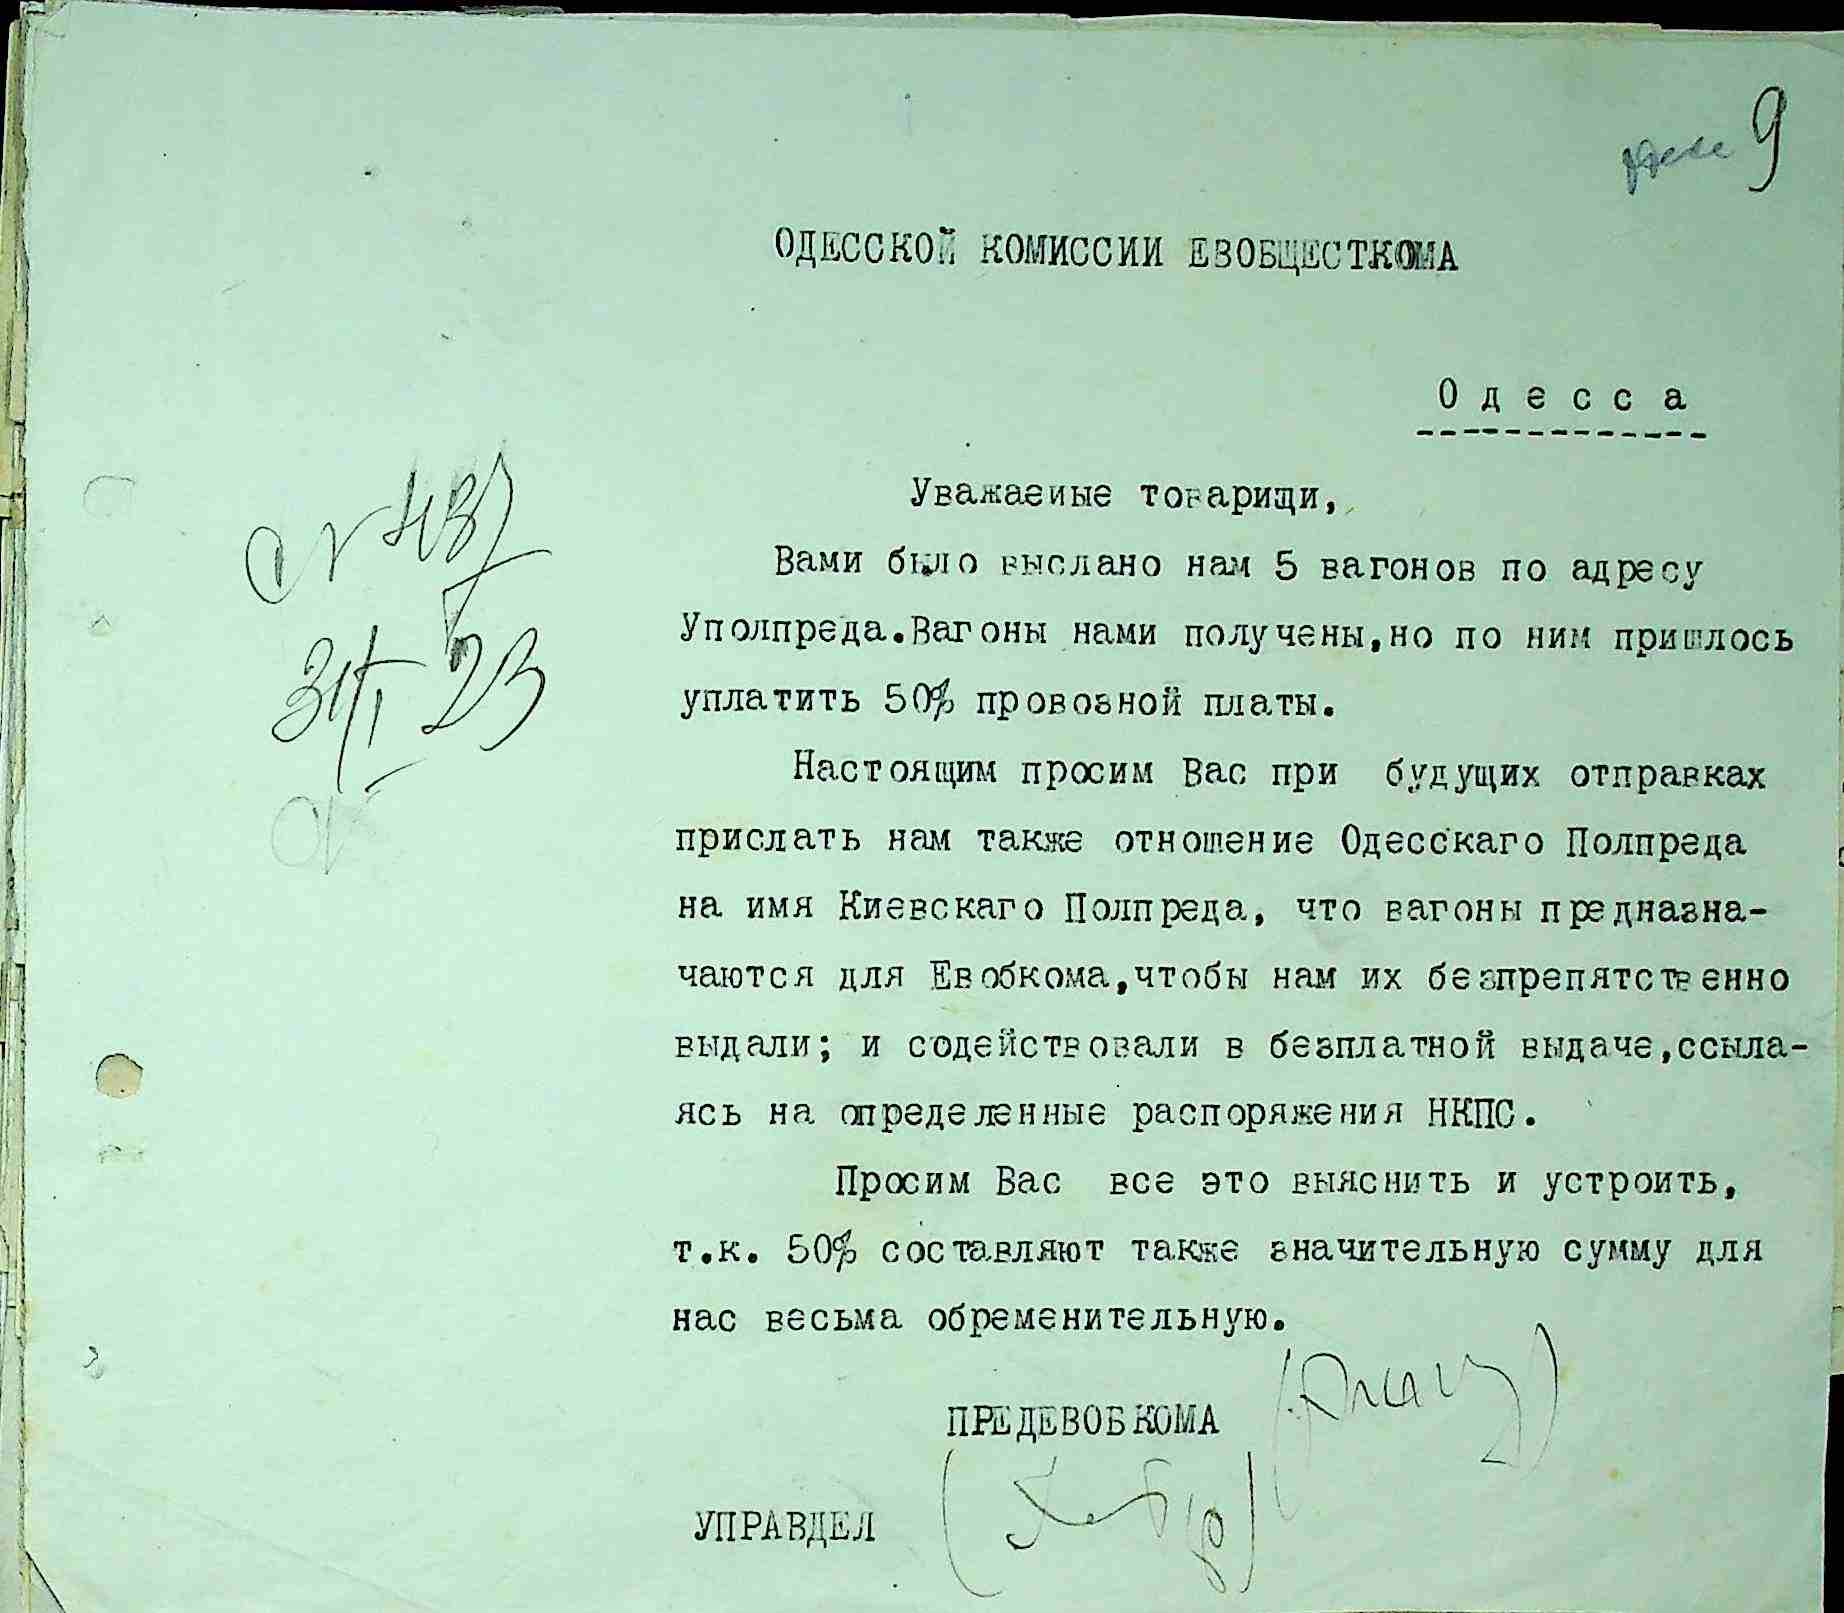 9
ОДЕССКОЙ КОМИССИИ ЕВОБЩЕСТКОМА
Одесса
Уважаемые товарищи,
Вами было выслано нам 5 вагонов по адресу
Уполпреда.Вагоны нами получены,но по ним пришлось
уплатить 50% провозной платы.
Настоящим просим Вас при будущих отправках
прислать нам также отношение Одесскаго Полпреда
на имя Киевскаго Полпреда, что вагоны предназна-
чаются для Евобкома,чтобы нам их безпрепятственно
выдали; и содействовали в безплатной выдаче,ссыла-
ясь на определенные распоряжения НКПС.
Просим Вас все это выяснить и устроить,
т.к. 50% составляют также значительную сумму для
нас весьма обременительную.
ПРЕДЕВОБКОМА
УПРАВДЕЛ
N 437
31/I 23